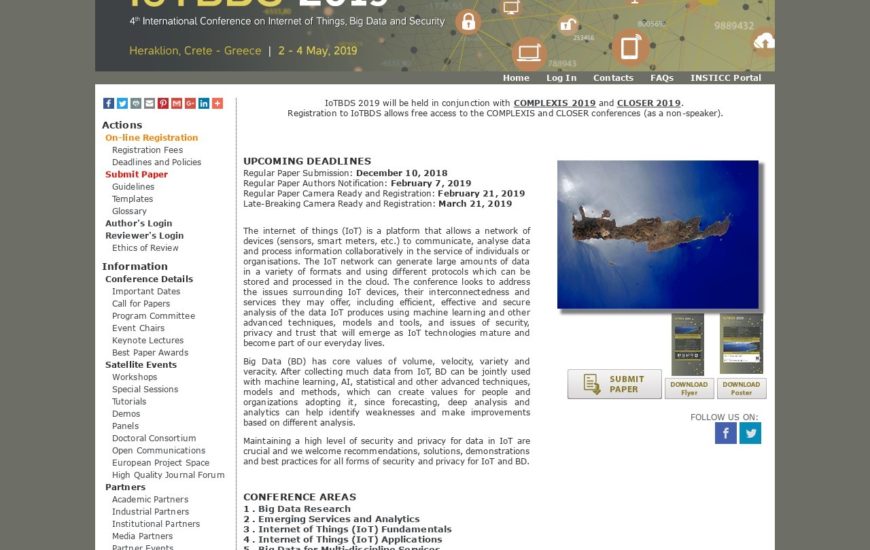 IoTBDS 2019
4th International Conference on Internet of Things, Big Data and Security
Heraklion, Crete - Greece | 2 - 4 May, 2019
9889432
253466
788943
Home Log In Contacts FAQs INSTICC Portal
IoTBDS 2019 will be held in conjunction with COMPLEXIS 2019 and CLOSER 2019.
Registration to IoTBDS allows free access to the COMPLEXIS and CLOSER conferences (as a non-speaker).
Actions
On-line Registration
Registration Fees
Deadlines and Policies
Submit Paper
Guidelines
Templates
Glossary
Author's Login
Reviewer's Login
Ethics of Review
Information
Conference Details
Important Dates
Call for Papers
Program Committee
Event Chairs
Keynote Lectures
Best Paper Awards
Satellite Events
Workshops
Special Sessions
Tutorials
Demos
Panels
Doctoral Consortium
Open Communications
European Project Space
High Quality Journal Forum
Partners
Academic Partners
Industrial Partners
Institutional Partners
Media Partners
Partner Events
UPCOMING DEADLINES
Regular Paper Submission: December 10, 2018
Regular Paper Authors Notification: February 7, 2019
Regular Paper Camera Ready and Registration: February 21, 2019
Late-Breaking Camera Ready and Registration: March 21, 2019
The internet of things (IoT) is a platform that allows a network of
devices (sensors, smart meters, etc.) to communicate, analyse data
and process information collaboratively in the service of individuals or
organisations. The IoT network can generate large amounts of data
in a variety of formats and using different protocols which can be
stored and processed in the cloud. The conference looks to address
the issues surrounding IoT devices, their interconnectedness and
services they may offer, including efficient, effective and secure
analysis of the data IoT produces using machine learning and other
advanced techniques, models and tools, and issues of security,
privacy and trust that will emerge as IoT technologies mature and
become part of our everyday lives.
Big Data (BD) has core values of volume, velocity, variety and
veracity. After collecting much data from IoT, BD can be jointly used
with machine learning, AI, statistical and other advanced techniques,
models and methods, which can create values for people and
organizations adopting it, since forecasting, deep analysis and
analytics can help identify weaknesses and make improvements
based on different analysis.
Maintaining a high level of security and privacy for data in IoT are
crucial and we welcome recommendations, solutions, demonstrations
and best practices for all forms of security and privacy for IoT and BD.
CONFERENCE AREAS
1 . Big Data Research
2 . Emerging Services and Analytics
3 . Internet of Things (IoT) Fundamentals
4 . Internet of Things (IoT) Applications
5 . Big Data for Multi-discipline Services
SUBMIT
PAPER
DOWNLOAD
Flyer
DOWNLOAD
Poster
FOLLOW US ON: